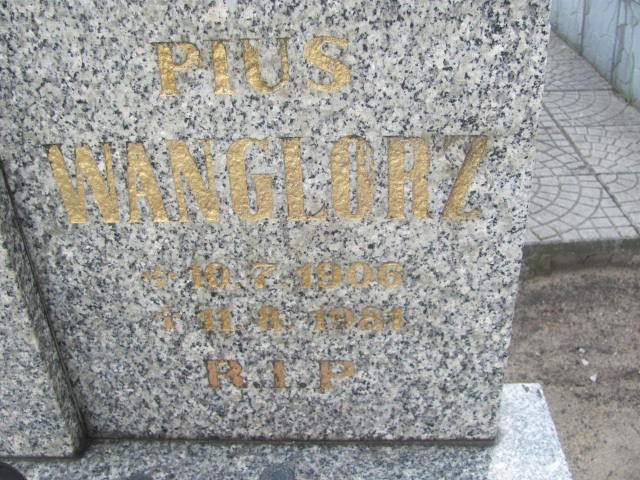 PIUS
WANGLORZ
* 10.7.1906
† 11.8.1981
R.I.P